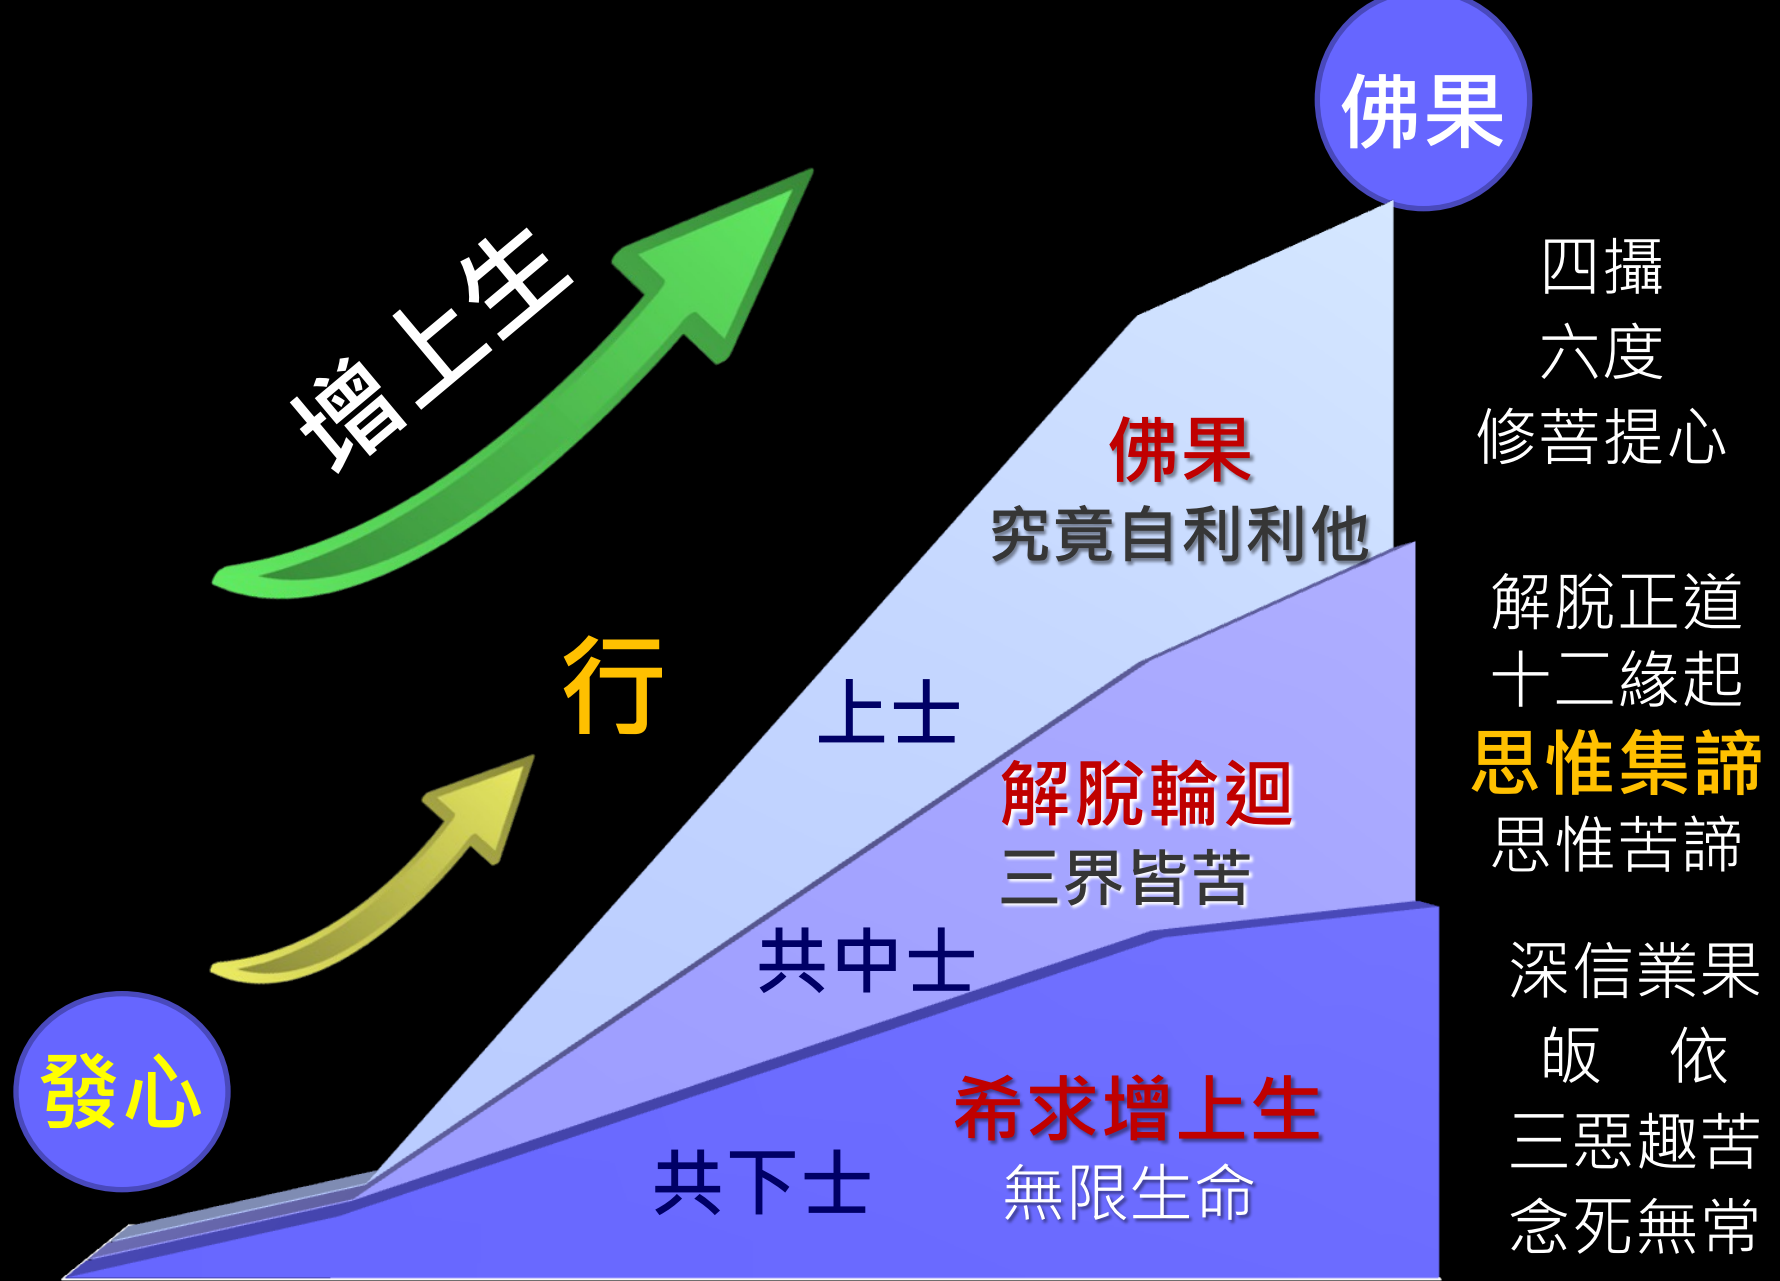 佛果
四攝
六度
修菩提心
增上生
佛果
究竟自利利他
上士
行
解脫正道
十二緣起
思惟集諦
思惟苦諦
解脫輪迴
三界皆苦
共中士
發心
深信業果
皈 依
三惡趣苦
念死無常
希求增上生
無限生命
共下士